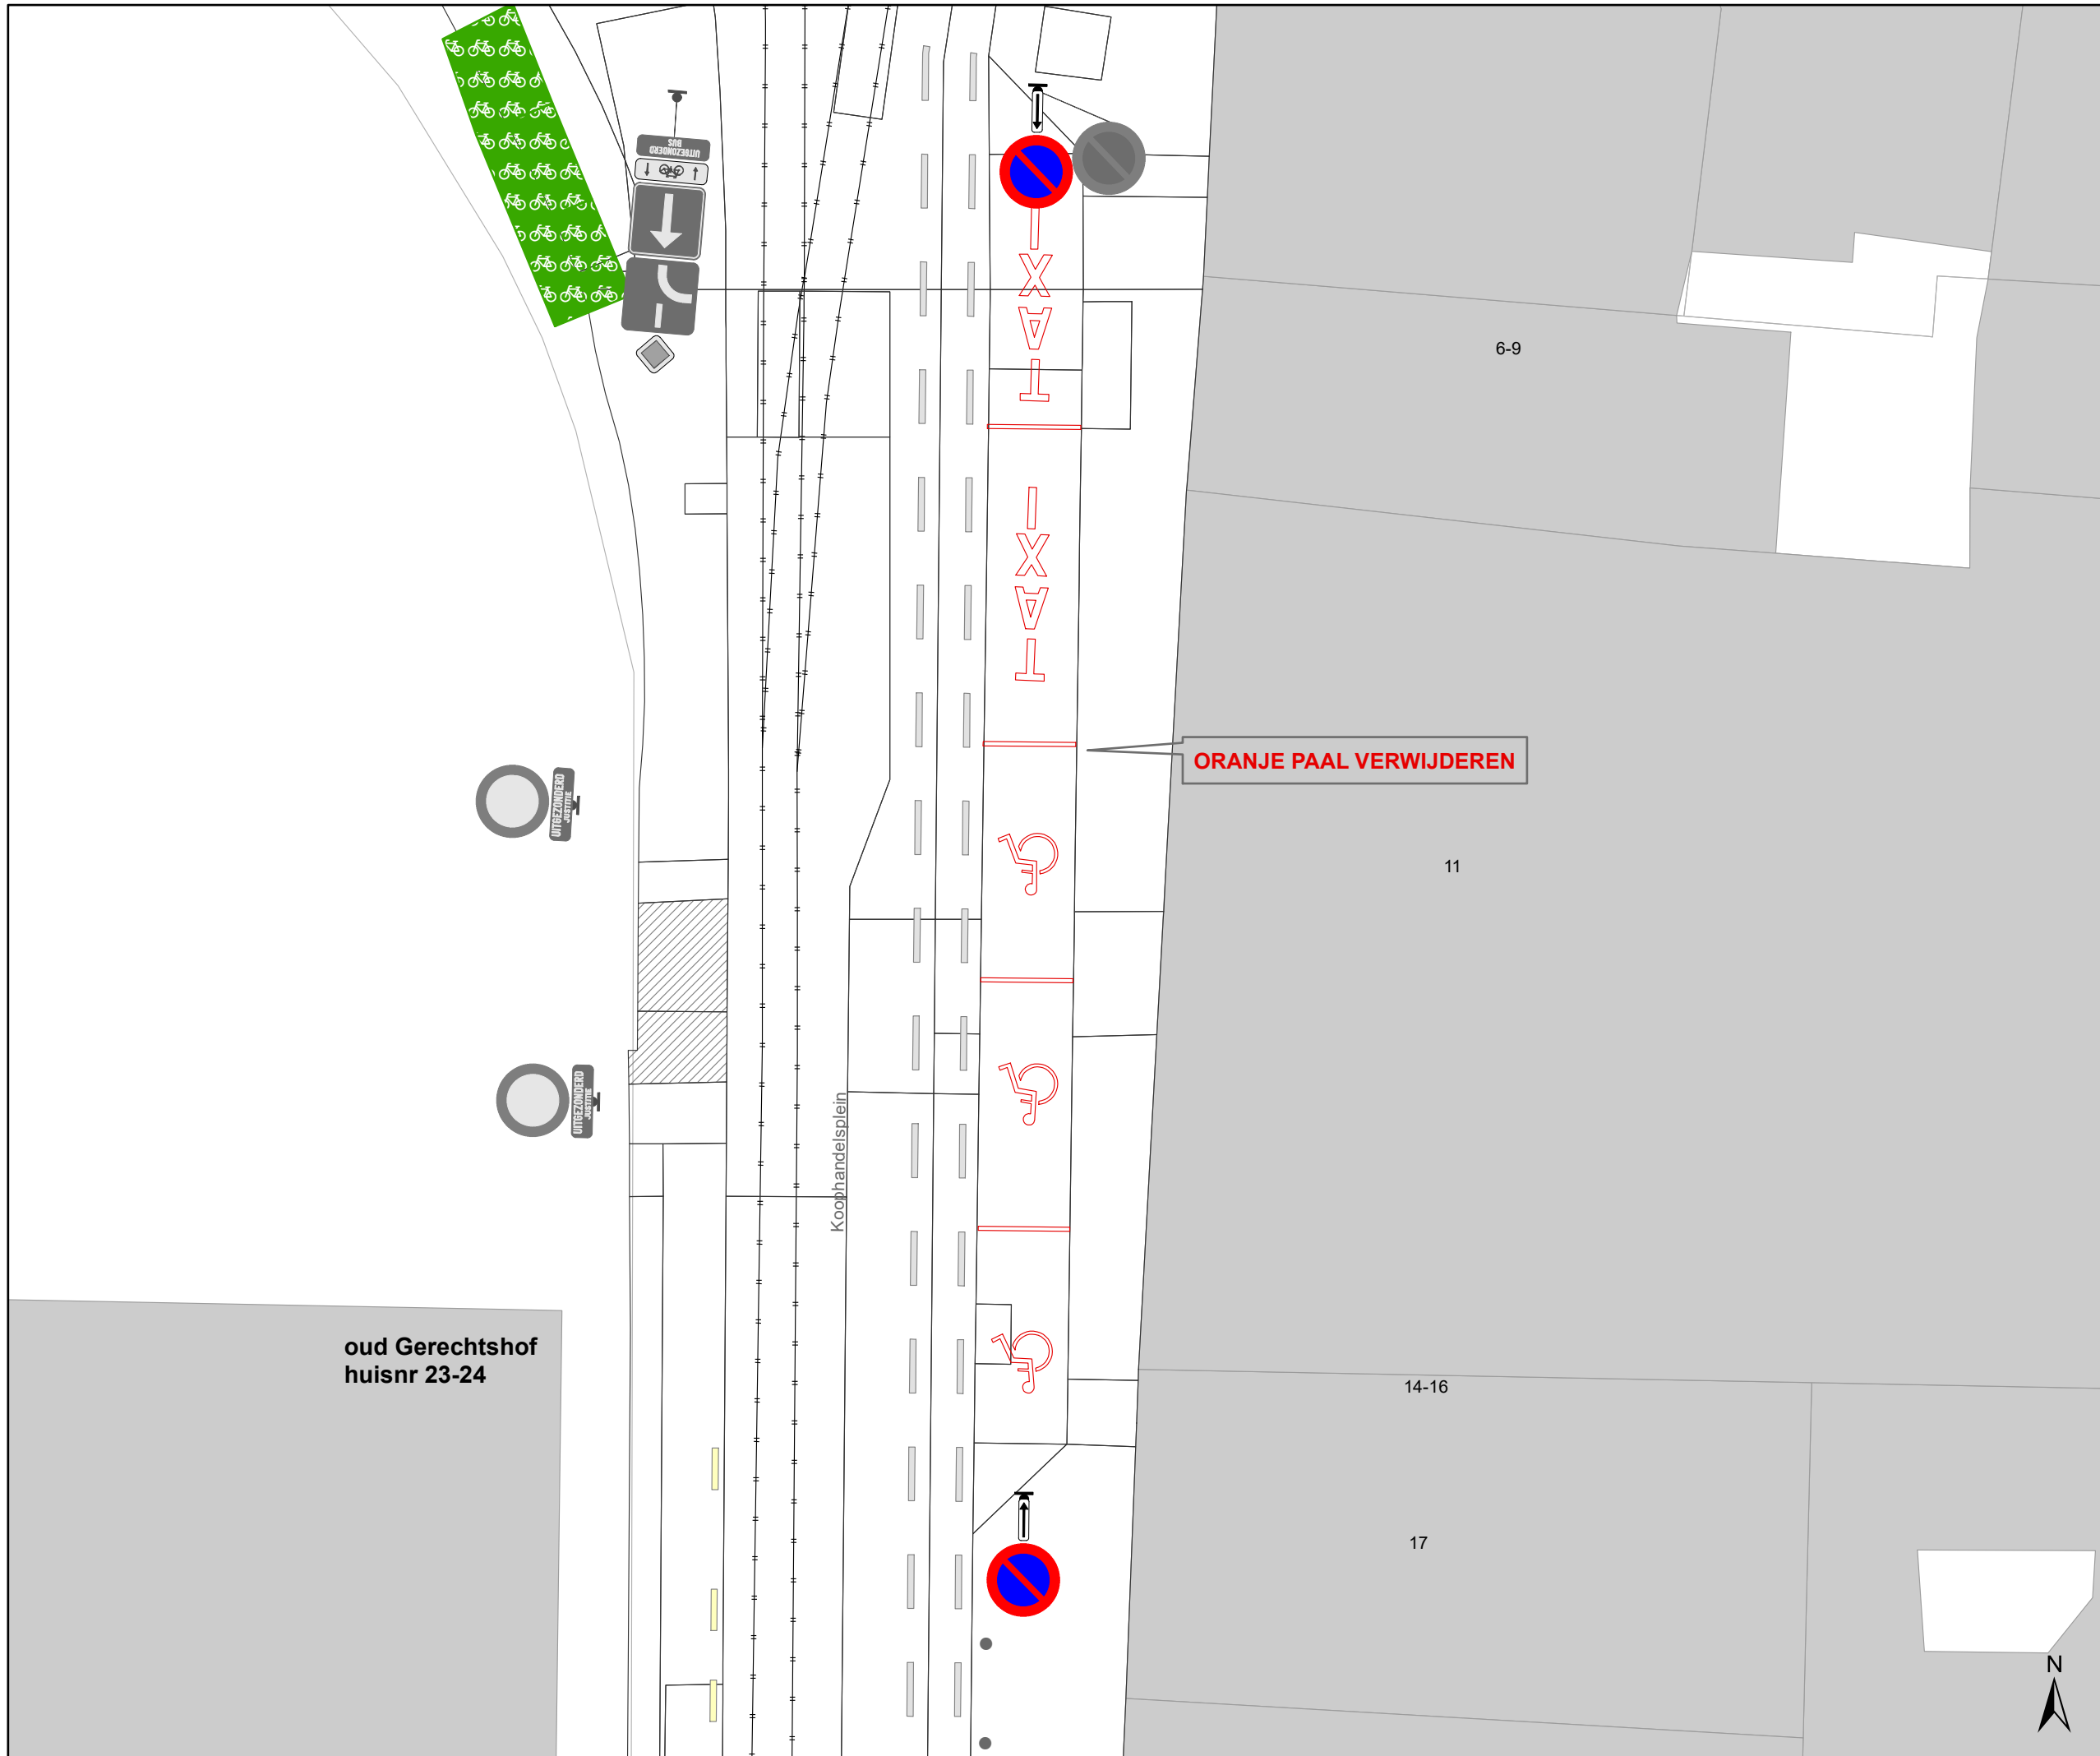 UITGEZONDERD
BUS
TAXI
6-9
TAXI
ORANJE PAAL VERWIJDEREN
UITGEZONDERD
JUSTITIE
11
UITGEZONDERD
JUSTITIE
Koophandelsplein
oud Gerechtshof
huisnr 23-24
14-16
17
N